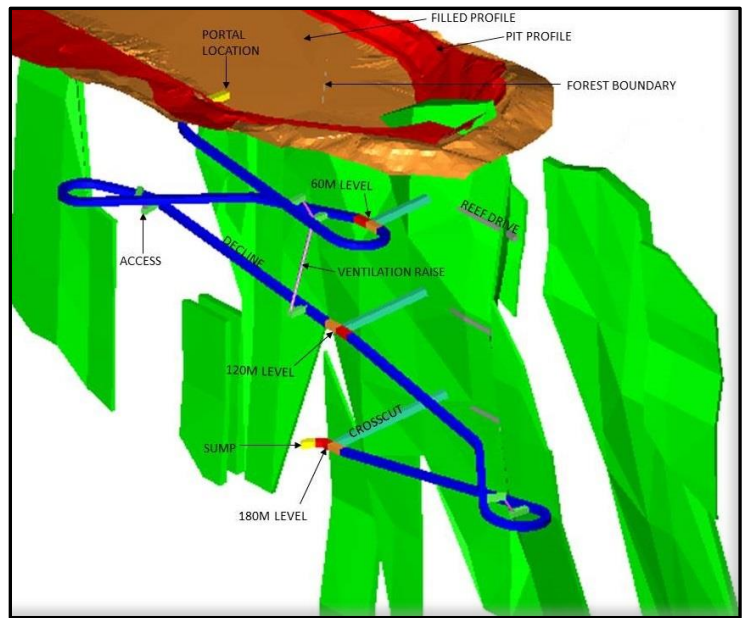 FILLED PROFILE
PORTAL
LOCATION
PIT PROFILE
FOREST BOUNDARY
60M LEVEL
REEF DRIVE
ACCESS
DECLINE
VENTILATION RAISE
120M LEVEL
CROSSCUT
SUMP
180M LEVEL